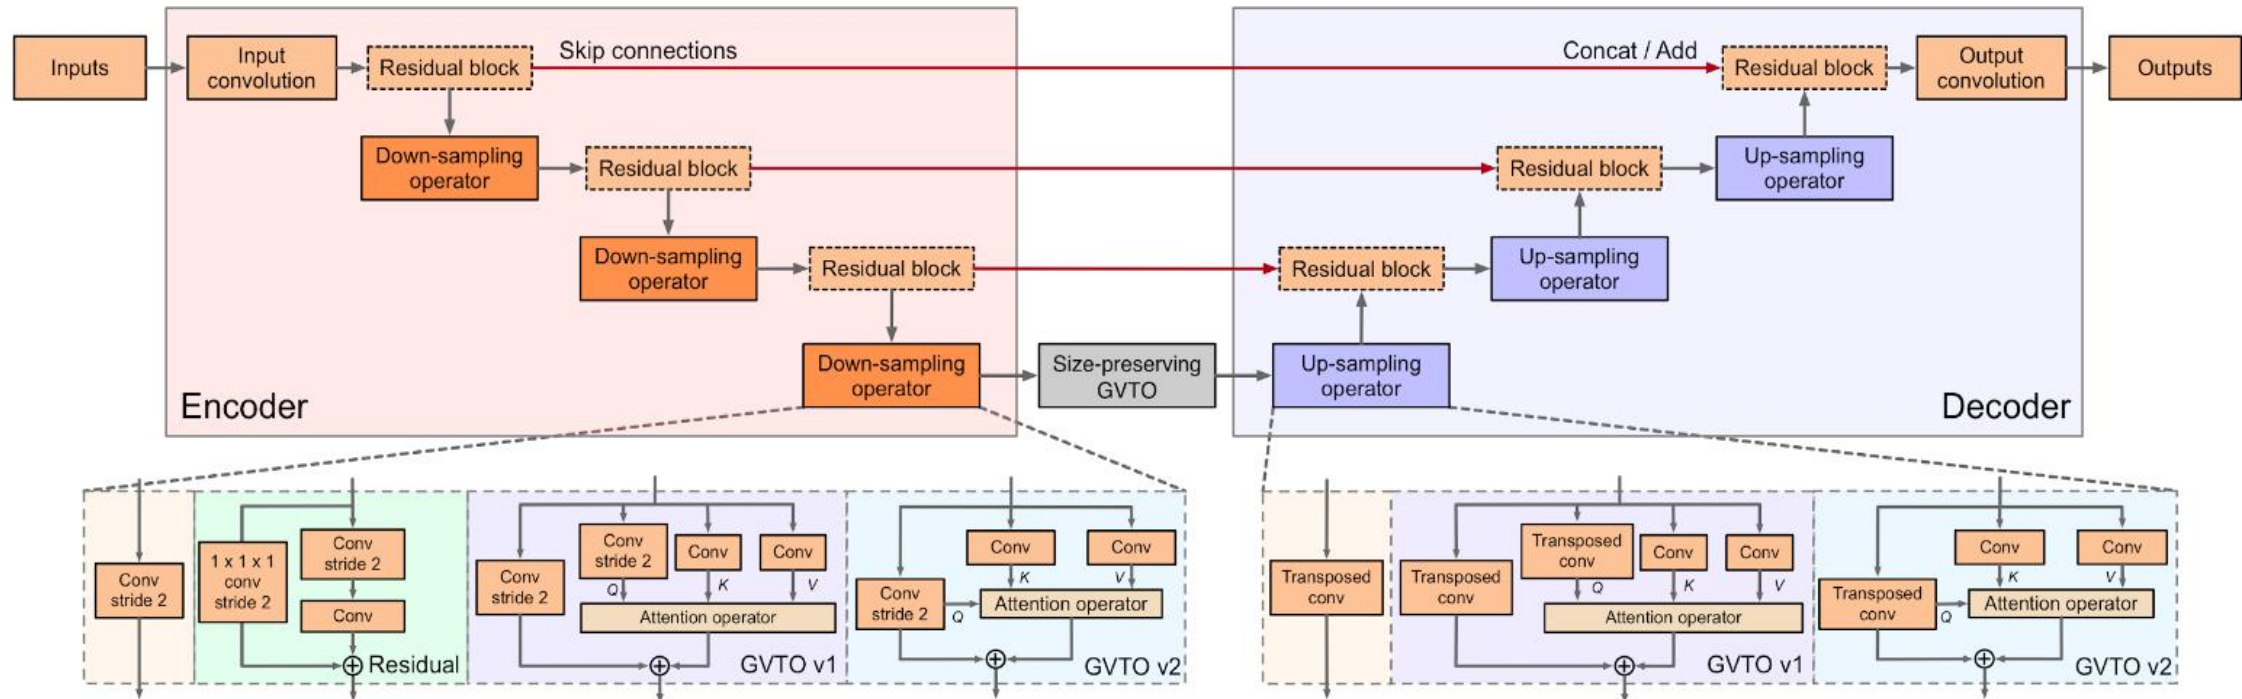 Inputs
Input
convolution
Residual block
Skip connections
Concat / Add
Residual block
Output
convolution
Outputs
Down-sampling
operator
Residual block
Residual block
Up-sampling
operator
Down-sampling
operator
Residual block
Residual block
Up-sampling
operator
Down-sampling
operator
Size-preserving
GVTO
Up-sampling
operator
Encoder
Decoder
Conv
stride 2
1 x 1 x 1
conv
stride 2
Conv
stride 2
Conv
Residual
Conv
stride 2
Conv
stride 2
Conv
Conv
Q
K
V
Attention operator
GVTO v1
Conv
stride 2
Q
Conv
Conv
K
V
Attention operator
GVTO v2
Transposed
conv
Transposed
conv
Transposed
conv
Conv
Conv
Q
K
V
Attention operator
GVTO v1
Transposed
conv
Q
Conv
Conv
K
V
Attention operator
GVTO v2